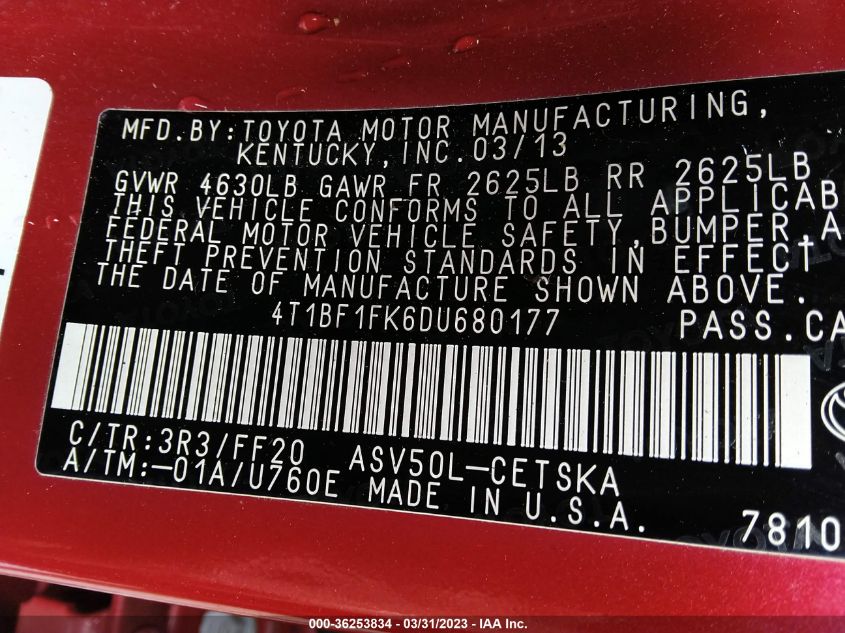 MFD.BY:TOYOTA MOTOR MANUFACTURING,
KENTUCKY,INC.03/13
GVWR 4630LB GAWR FR 2625LB RR 2625LB
THIS VEHICLE CONFORMS TO ALL APPLICAB
FEDERAL MOTOR VEHICLE SAFETY,BUMPER,A
THEFT PREVENTION STANDARDS IN EFFECT
THE DATE OF MANUFACTURE SHOWN ABOVE.
4T1BF1FK6DU680177 PASS.CA
C/TR:3R3/FF20 ASV50L-CETSKA
A/TM:-01A/U760E MADE IN U.S.A. 7810
000-36253834 — 03/31/2023 — IAA Inc.